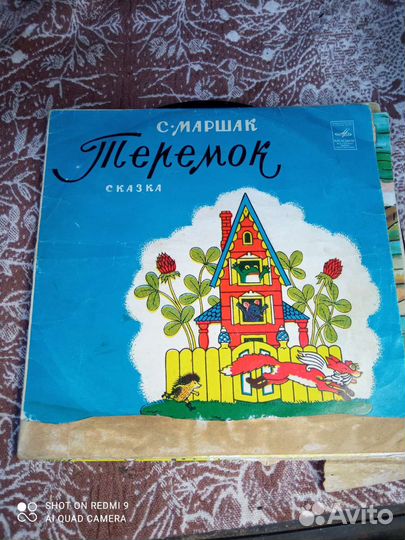 С. МАРШАК
Теремок
СКАЗКА
SHOT ON REDMI 9
AI QUAD CAMERA
Avito